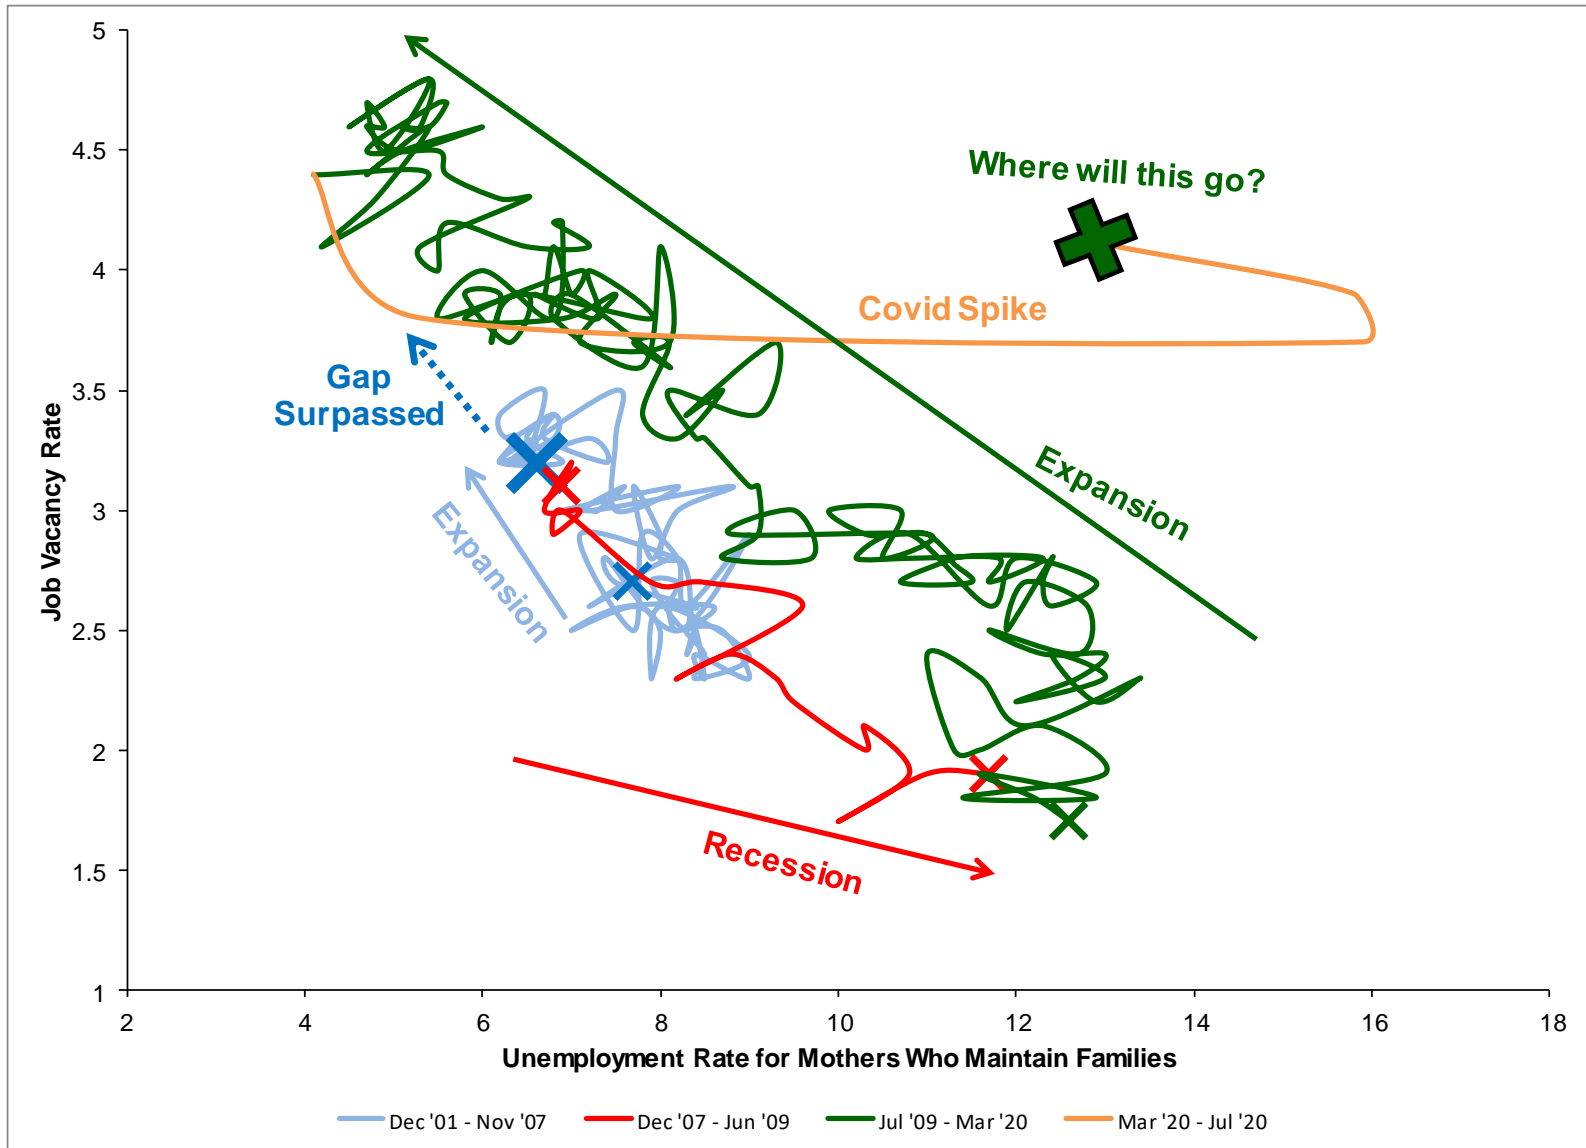 5
4.5
4
3.5
3
2.5
2
1.5
1
Job Vacancy Rate
Where will this go?
Covid Spike
Gap
Surpassed
Expansion
Expansion
Recession
2 4 6 8 10 12 14 16 18
Unemployment Rate for Mothers Who Maintain Families
Dec '01 - Nov '07 Dec '07 - Jun '09 Jul '09 - Mar '20 Mar '20 - Jul '20